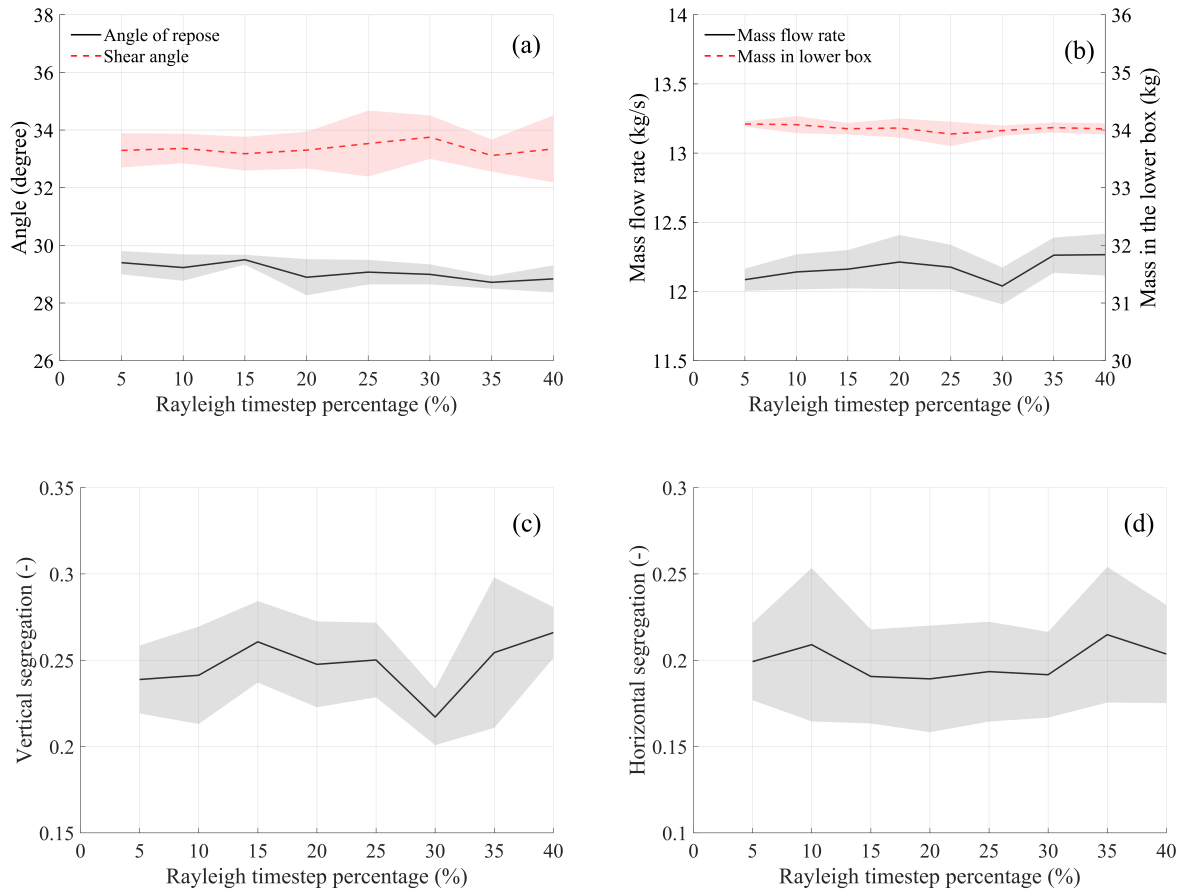 38
36
34
32
30
28
26
Angle (degree)
Angle of repose
Shear angle
(a)
0 5 10 15 20 25 30 35 40
Rayleigh timestep percentage (%)
14
13.5
13
12.5
12
11.5
Mass flow rate (kg/s)
Mass flow rate
Mass in lower box
(b)
36
35
34
33
32
31
30
Mass in the lower box (kg)
0 5 10 15 20 25 30 35 40
Rayleigh timestep percentage (%)
0.35
0.3
0.25
0.2
0.15
Vertical segregation (-)
(c)
0 5 10 15 20 25 30 35 40
Rayleigh timestep percentage (%)
0.3
0.25
0.2
0.15
0.1
Horizontal segregation (-)
(d)
0 5 10 15 20 25 30 35 40
Rayleigh timestep percentage (%)